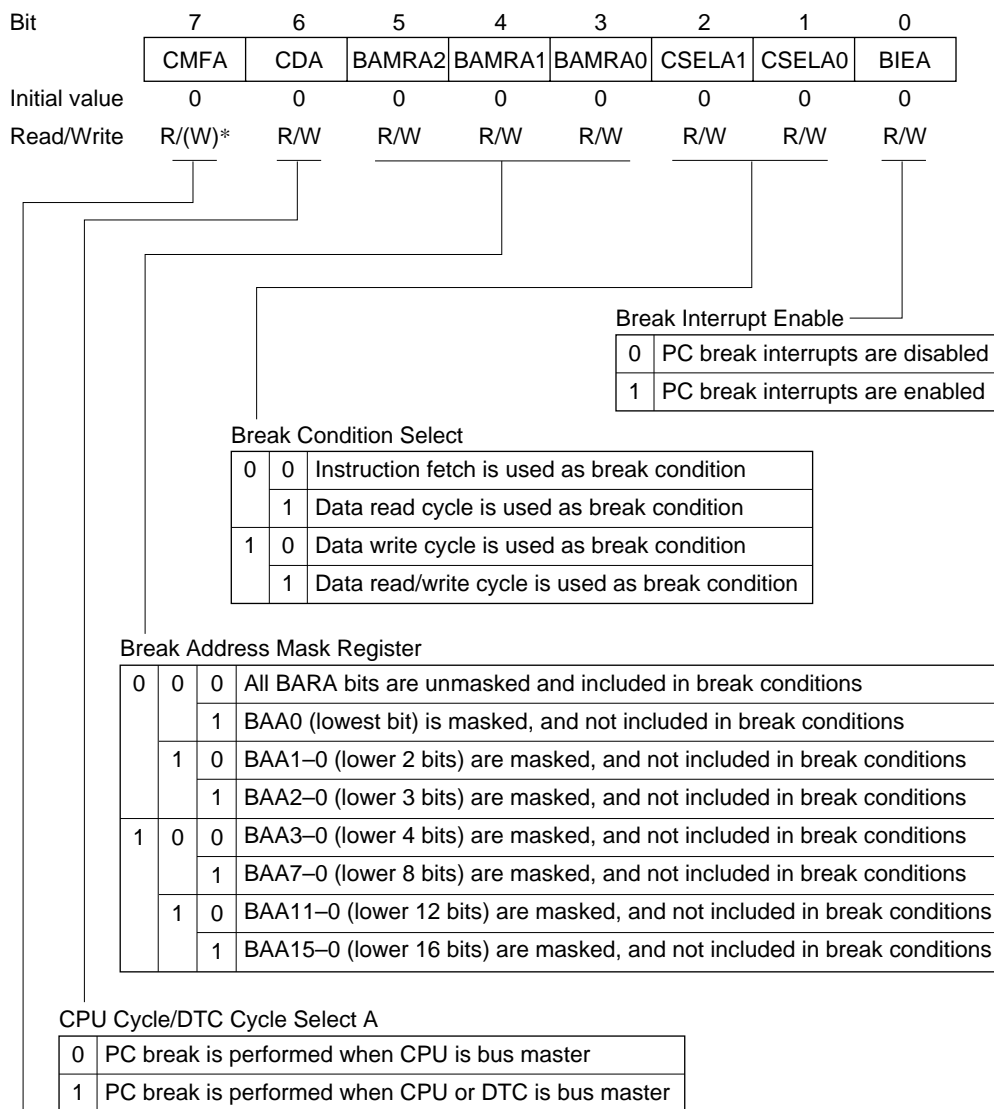 Bit 7 6 5 4 3 2 1 0
CMFA CDA BAMRA2 BAMRA1 BAMRA0 CSELA1 CSELA0 BIEA
Initial value 0 0 0 0 0 0 0 0
Read/Write R/(W)* R/W R/W R/W R/W R/W R/W R/W
Break Interrupt Enable
0 PC break interrupts are disabled
1 PC break interrupts are enabled
Break Condition Select
0 0 Instruction fetch is used as break condition
1 Data read cycle is used as break condition
1 0 Data write cycle is used as break condition
1 Data read/write cycle is used as break condition
Break Address Mask Register
0 0 0 All BARA bits are unmasked and included in break conditions
1 BAA0 (lowest bit) is masked, and not included in break conditions
1 0 BAA1–0 (lower 2 bits) are masked, and not included in break conditions
1 BAA2–0 (lower 3 bits) are masked, and not included in break conditions
1 0 0 BAA3–0 (lower 4 bits) are masked, and not included in break conditions
1 BAA7–0 (lower 8 bits) are masked, and not included in break conditions
1 0 BAA11–0 (lower 12 bits) are masked, and not included in break conditions
1 BAA15–0 (lower 16 bits) are masked, and not included in break conditions
CPU Cycle/DTC Cycle Select A
0 PC break is performed when CPU is bus master
1 PC break is performed when CPU or DTC is bus master